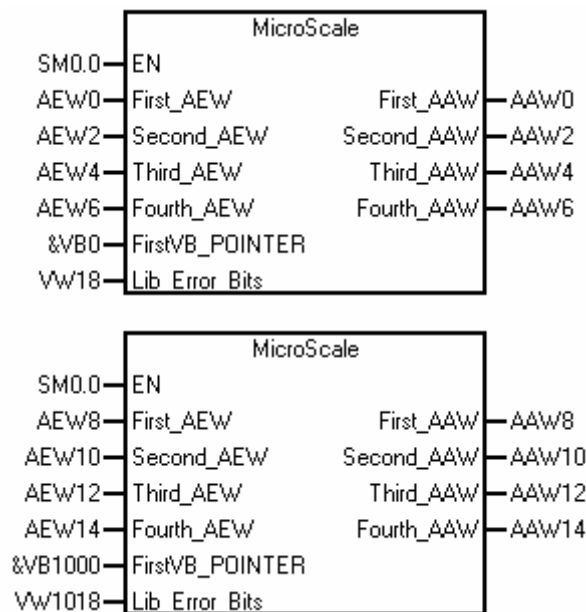 MicroScale
SM0.0 EN
AEW0 First_AEW First_AAW AAW0
AEW2 Second_AEW Second_AAW AAW2
AEW4 Third_AEW Third_AAW AAW4
AEW6 Fourth_AEW Fourth_AAW AAW6
&VB0 FirstVB_POINTER
VW18 Lib_Error_Bits
MicroScale
SM0.0 EN
AEW8 First_AEW First_AAW AAW8
AEW10 Second_AEW Second_AAW AAW10
AEW12 Third_AEW Third_AAW AAW12
AEW14 Fourth_AEW Fourth_AAW AAW14
&VB1000 FirstVB_POINTER
VW1018 Lib_Error_Bits